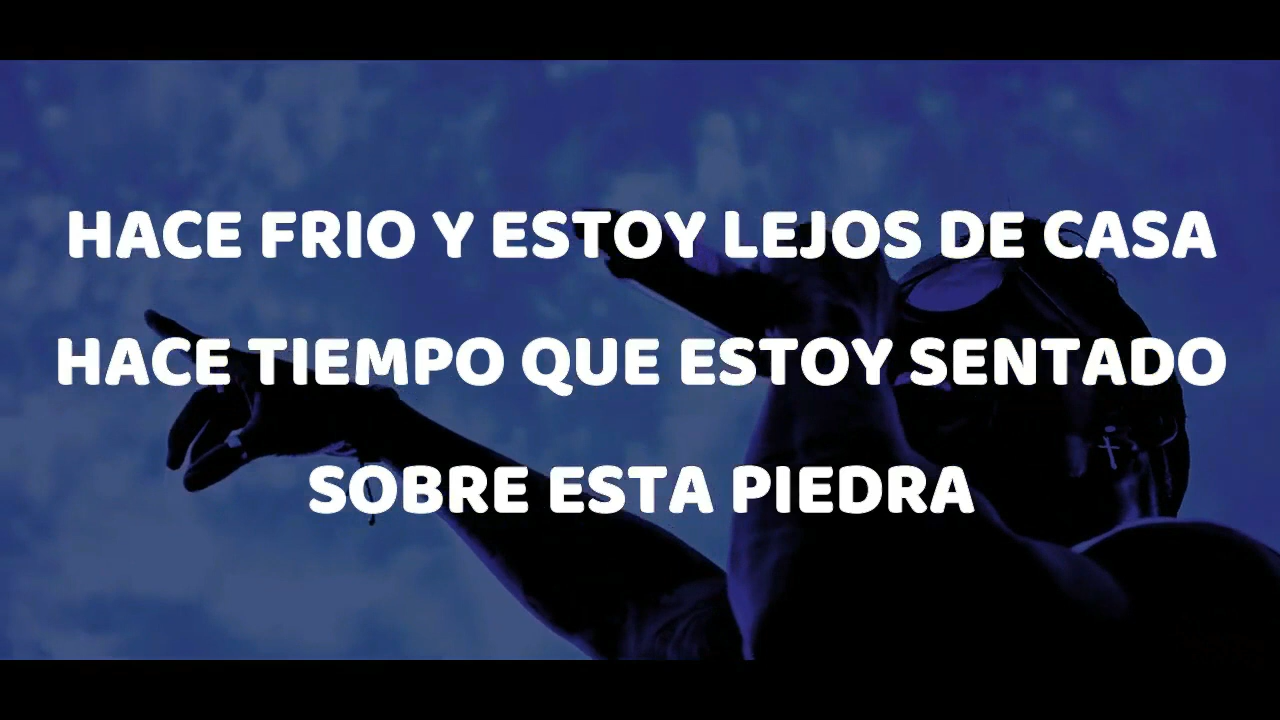 HACE FRIO Y ESTOY LEJOS DE CASA
HACE TIEMPO QUE ESTOY SENTADO
SOBRE ESTA PIEDRA